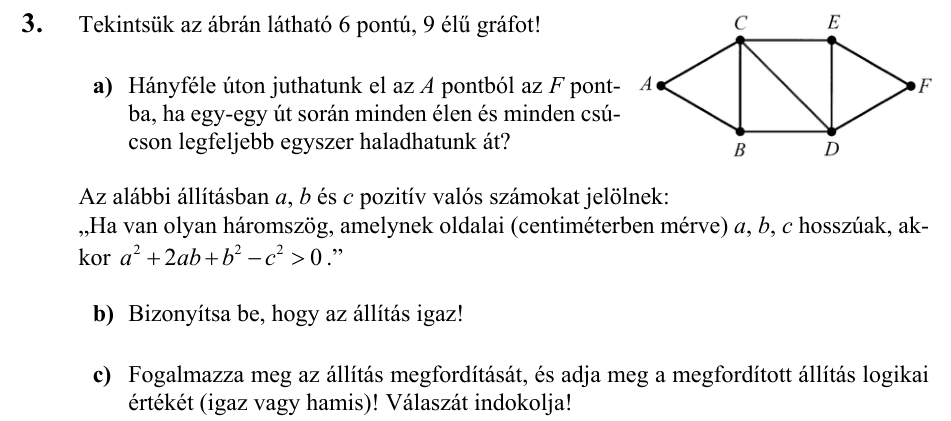 3. Tekintsük az ábrán látható 6 pontú, 9 élű gráfot!
C E
A F
B D
a) Hányféle úton juthatunk el az A pontból az F pont-
ba, ha egy-egy út során minden élen és minden csú-
cson legfeljebb egyszer haladhatunk át?
Az alábbi állításban a, b és c pozitív valós számokat jelölnek:
„Ha van olyan háromszög, amelynek oldalai (centiméterben mérve) a, b, c hosszúak, ak-
kor a² + 2ab + b² − c² > 0.”
b) Bizonyítsa be, hogy az állítás igaz!
c) Fogalmazza meg az állítás megfordítását, és adja meg a megfordított állítás logikai
értékét (igaz vagy hamis)! Válaszát indokolja!